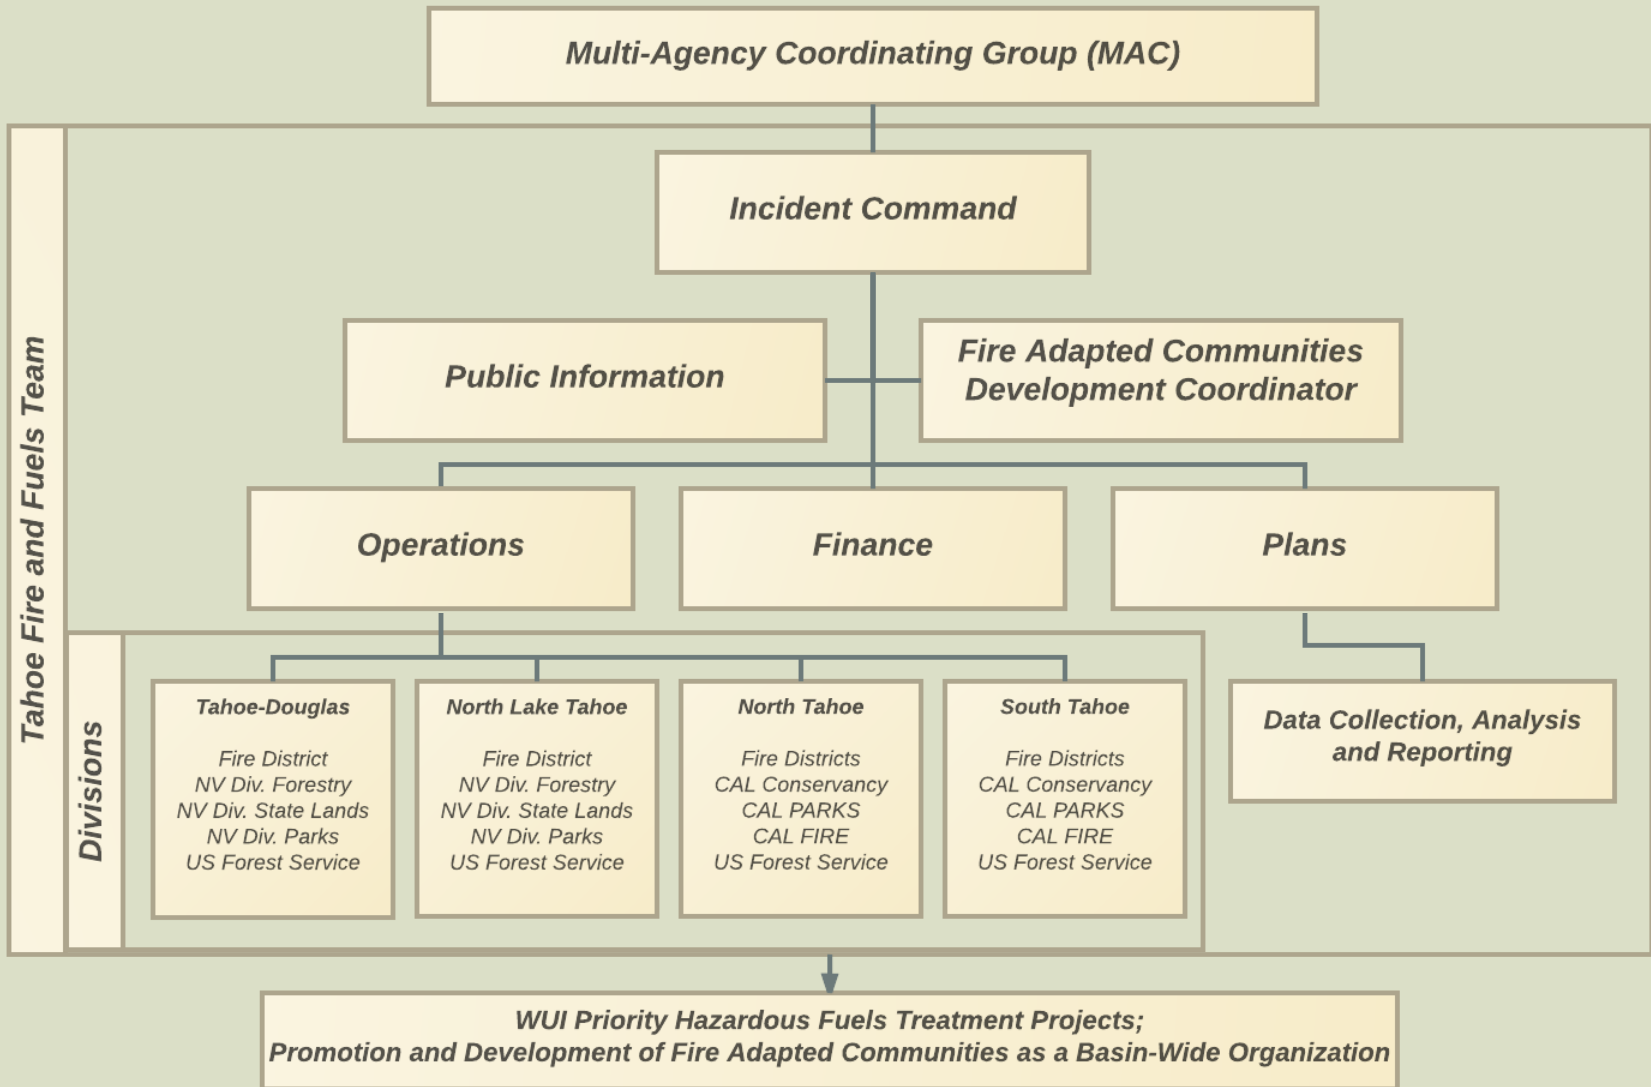 Multi-Agency Coordinating Group (MAC)
Tahoe Fire and Fuels Team
Incident Command
Public Information
Fire Adapted Communities
Development Coordinator
Operations
Finance
Plans
Divisions
Tahoe-Douglas
Fire District
NV Div. Forestry
NV Div. State Lands
NV Div. Parks
US Forest Service
North Lake Tahoe
Fire District
NV Div. Forestry
NV Div. State Lands
NV Div. Parks
US Forest Service
North Tahoe
Fire Districts
CAL Conservancy
CAL PARKS
CAL FIRE
US Forest Service
South Tahoe
Fire Districts
CAL Conservancy
CAL PARKS
CAL FIRE
US Forest Service
Data Collection, Analysis
and Reporting
WUI Priority Hazardous Fuels Treatment Projects;
Promotion and Development of Fire Adapted Communities as a Basin-Wide Organization